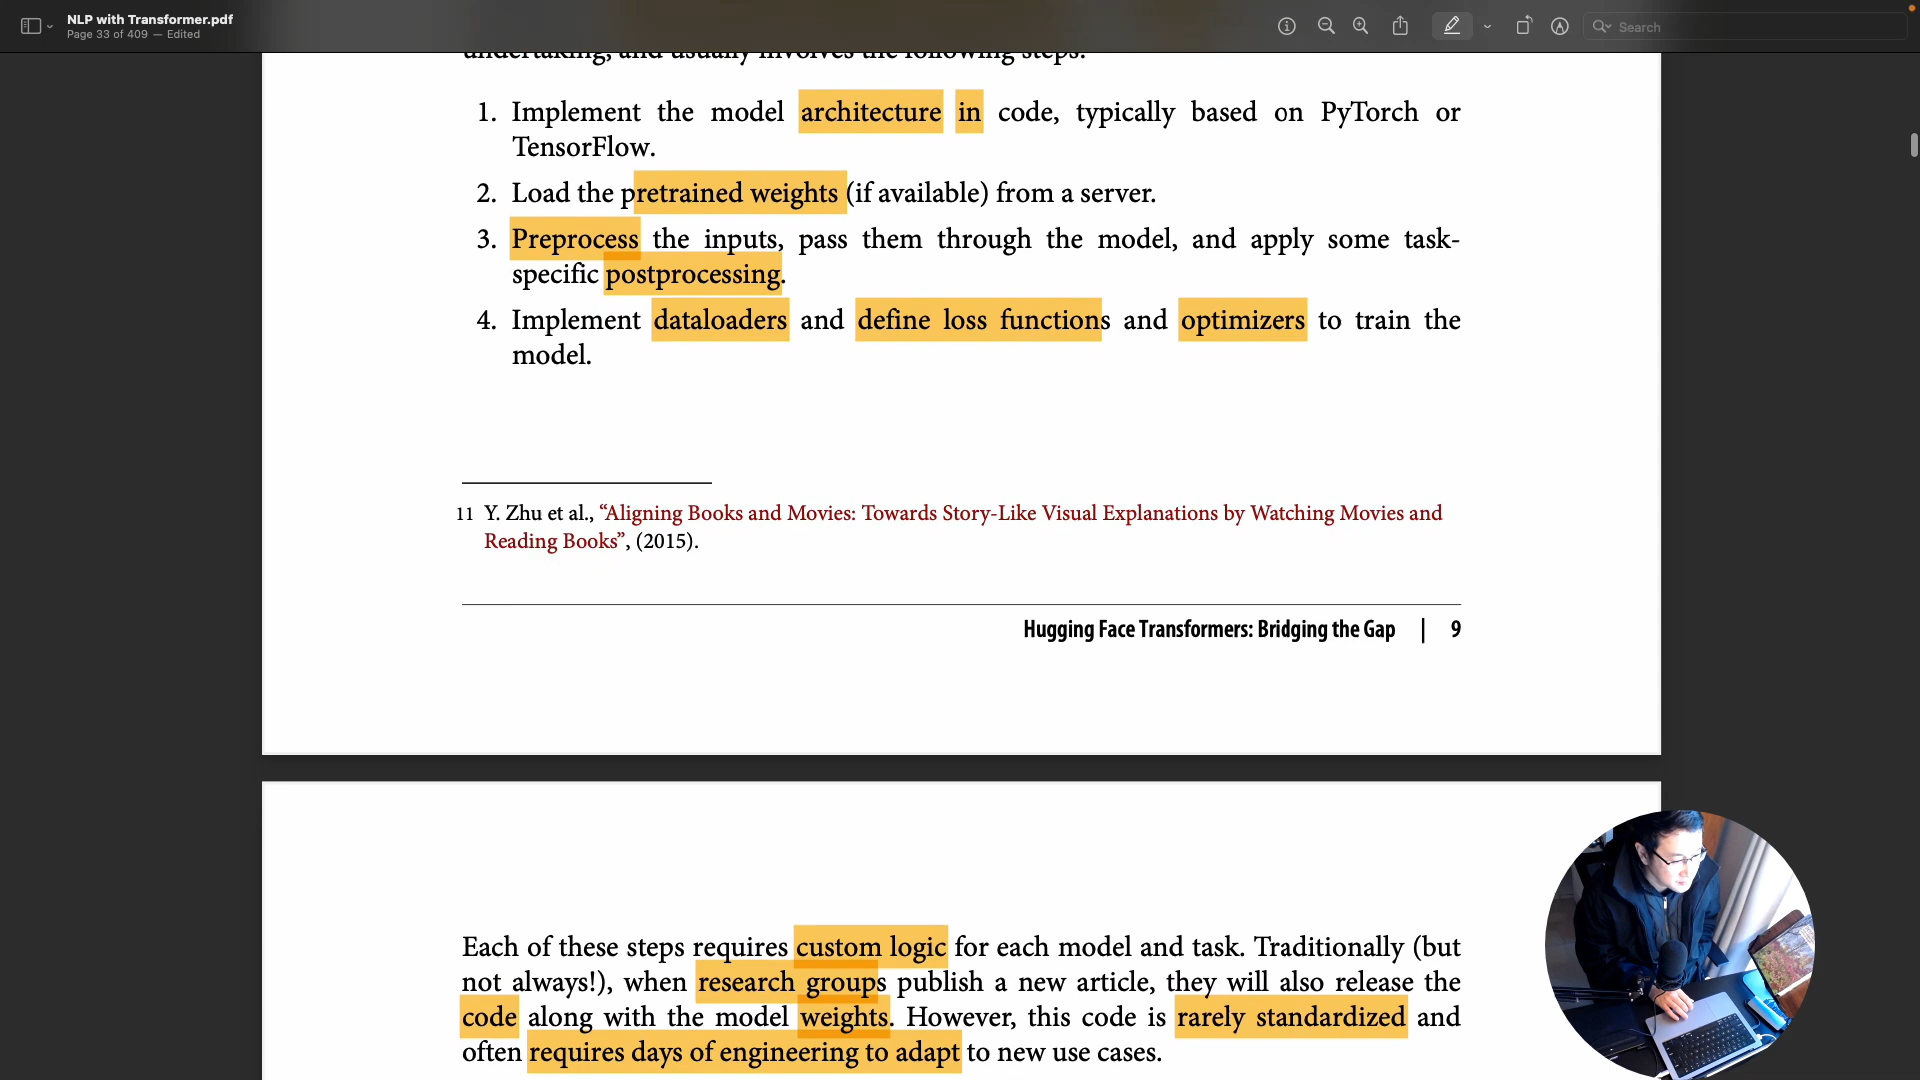 NLP with Transformer.pdf
Page 33 of 409 — Edited
Search
undertaking, and usually involves the following steps:
1. Implement the model architecture in code, typically based on PyTorch or
TensorFlow.
2. Load the pretrained weights (if available) from a server.
3. Preprocess the inputs, pass them through the model, and apply some task-
specific postprocessing.
4. Implement dataloaders and define loss functions and optimizers to train the
model.
11 Y. Zhu et al., “Aligning Books and Movies: Towards Story-Like Visual Explanations by Watching Movies and
Reading Books”, (2015).
Hugging Face Transformers: Bridging the Gap | 9
Each of these steps requires custom logic for each model and task. Traditionally (but
not always!), when research groups publish a new article, they will also release the
code along with the model weights. However, this code is rarely standardized and
often requires days of engineering to adapt to new use cases.